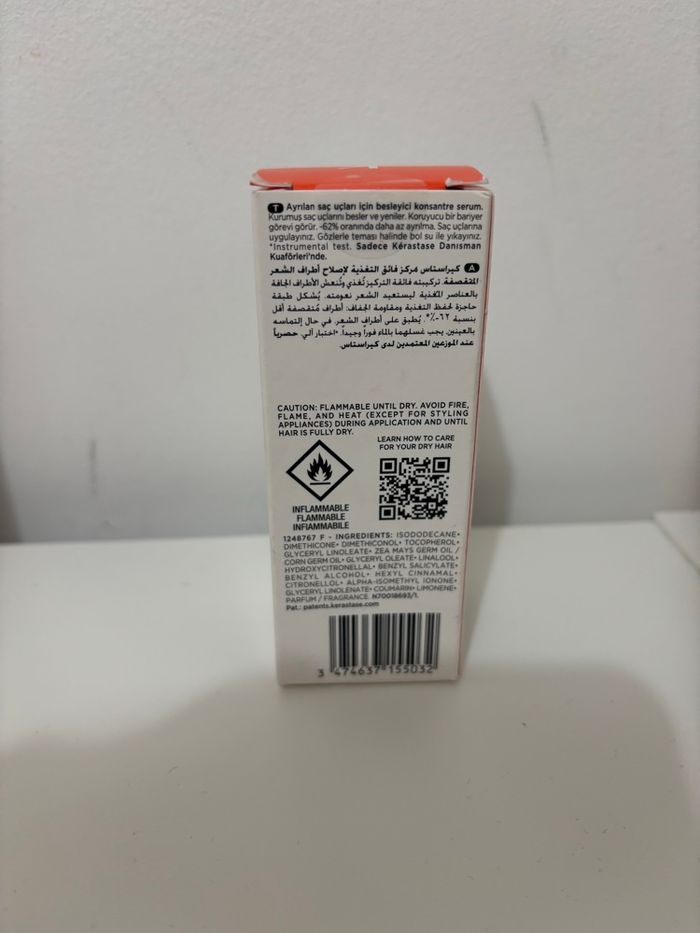 T Ayrılan saç uçları için besleyici konsantre serum.
Kurumuş saç uçlarını besler ve yeniler. Koruyucu bir bariyer
görevi görür. -62% oranında daha az ayrılma. Saç uçlarına
uygulayınız. Gözlerle teması halinde bol su ile yıkayınız.
*Instrumental test. Sadece Kérastase Danısman
Kuaförleri'nde.
A كيراستاس مركز فائق التغذية لإصلاح أطراف الشعر
المتقصفة. تركيبته فائقة التركيز تُغذي وتُنعش الأطراف الجافة
بالعناصر المُغذية ليستعيد الشعر نعومته. يُشكل طبقة
حاجزة لحفظ التغذية ومقاومة الجفاف: أطراف مُتقصفة أقل
بنسبة ٦٢-٪*. يُطبق على أطراف الشعر. في حال إلتماسه
بالعينين, يجب غسلهما بالماء فوراً وجيداً. *اختبار آلي. حصرياً
عند الموزعين المعتمدين لدى كيراستاس.
CAUTION: FLAMMABLE UNTIL DRY. AVOID FIRE,
FLAME, AND HEAT (EXCEPT FOR STYLING
APPLIANCES) DURING APPLICATION AND UNTIL
HAIR IS FULLY DRY.
LEARN HOW TO CARE
FOR YOUR DRY HAIR
INFLAMMABLE
FLAMMABLE
INFIAMMABILE
1248767 F - INGREDIENTS: ISODODECANE•
DIMETHICONE• DIMETHICONOL• TOCOPHEROL•
GLYCERYL LINOLEATE• ZEA MAYS GERM OIL /
CORN GERM OIL• GLYCERYL OLEATE• LINALOOL•
HYDROXYCITRONELLAL• BENZYL SALICYLATE•
BENZYL ALCOHOL• HEXYL CINNAMAL•
CITRONELLOL• ALPHA-ISOMETHYL IONONE•
GLYCERYL LINOLENATE• COUMARIN• LIMONENE•
PARFUM / FRAGRANCE. N70018693/1.
Pat.: patents.kerastase.com
3 474637 155032